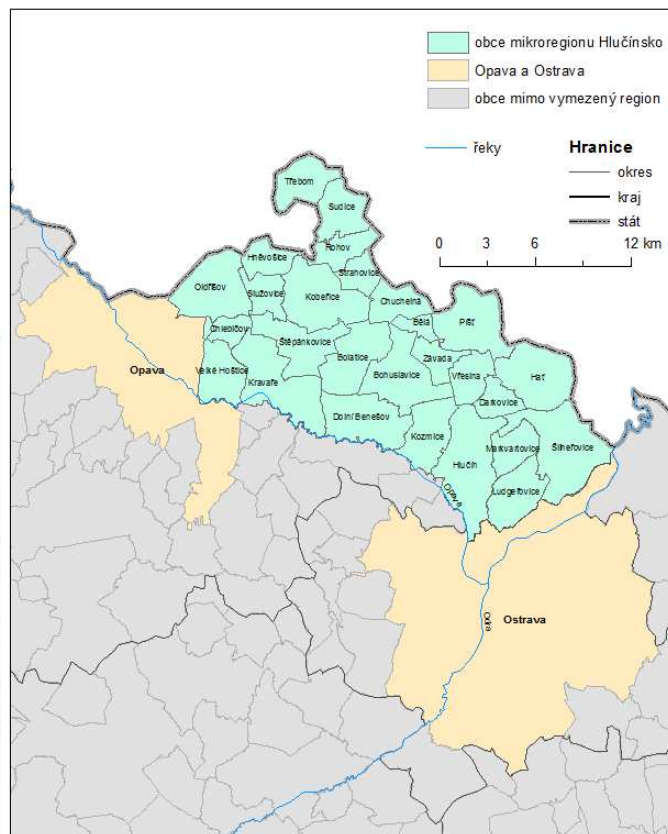 obce mikroregionu Hlučínsko
Opava a Ostrava
obce mimo vymezený region
řeky
Hranice
okres
kraj
stát
0 3 6 12 km
Třebom
Sudice
Rohov
Strahovice
Hněvošice
Oldřišov
Služovice
Kobeřice
Chuchelná
Bělá
Píšť
Chlebičov
Štěpánkovice
Bolatice
Závada
Vřesina
Hať
Opava
Velké Hoštice
Kravaře
Bohuslavice
Darkovice
Dolní Benešov
Kozmice
Hlučín
Markvartovice
Šilheřovice
Opava
Ludgeřovice
Odra
Ostrava